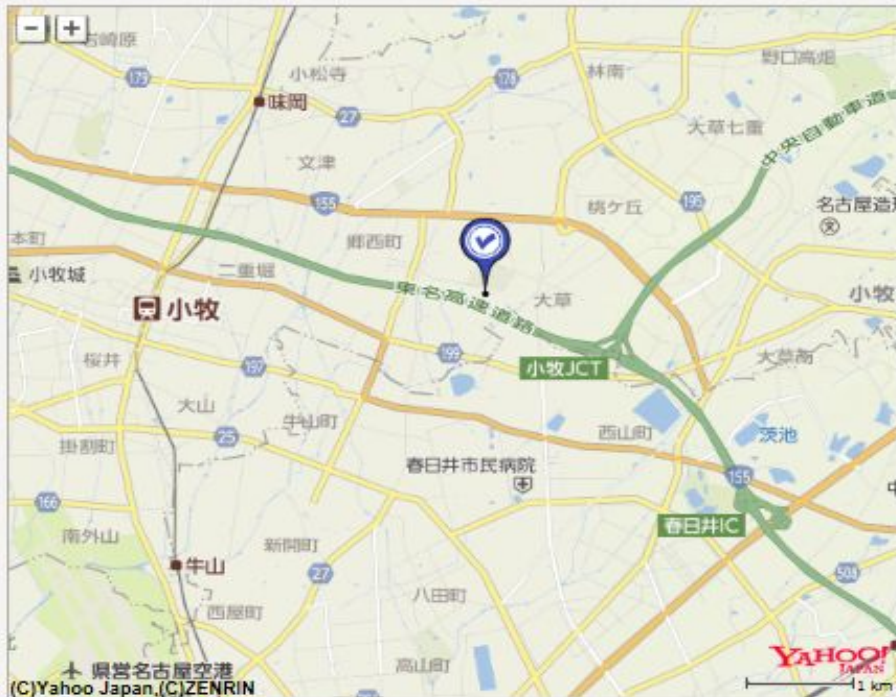 − +
岩崎原
野口高畑
179
小松寺
178
林南
味岡
27
大草七重
中央自動車道
文津
155
195
桃ケ丘
名古屋造
本町
郷西町
小牧城
二重堀
東名高速道路
大草
小牧
小牧
199
桜井
197
小牧JCT
大草南
大山
牛山町
25
西山町
茨池
掛割町
春日井市民病院
155
166
南外山
春日井IC
新開町
牛山
27
508
八田町
西屋町
YAHOO!
JAPAN
県営名古屋空港
高山町
1 km
(C)Yahoo Japan,(C)ZENRIN